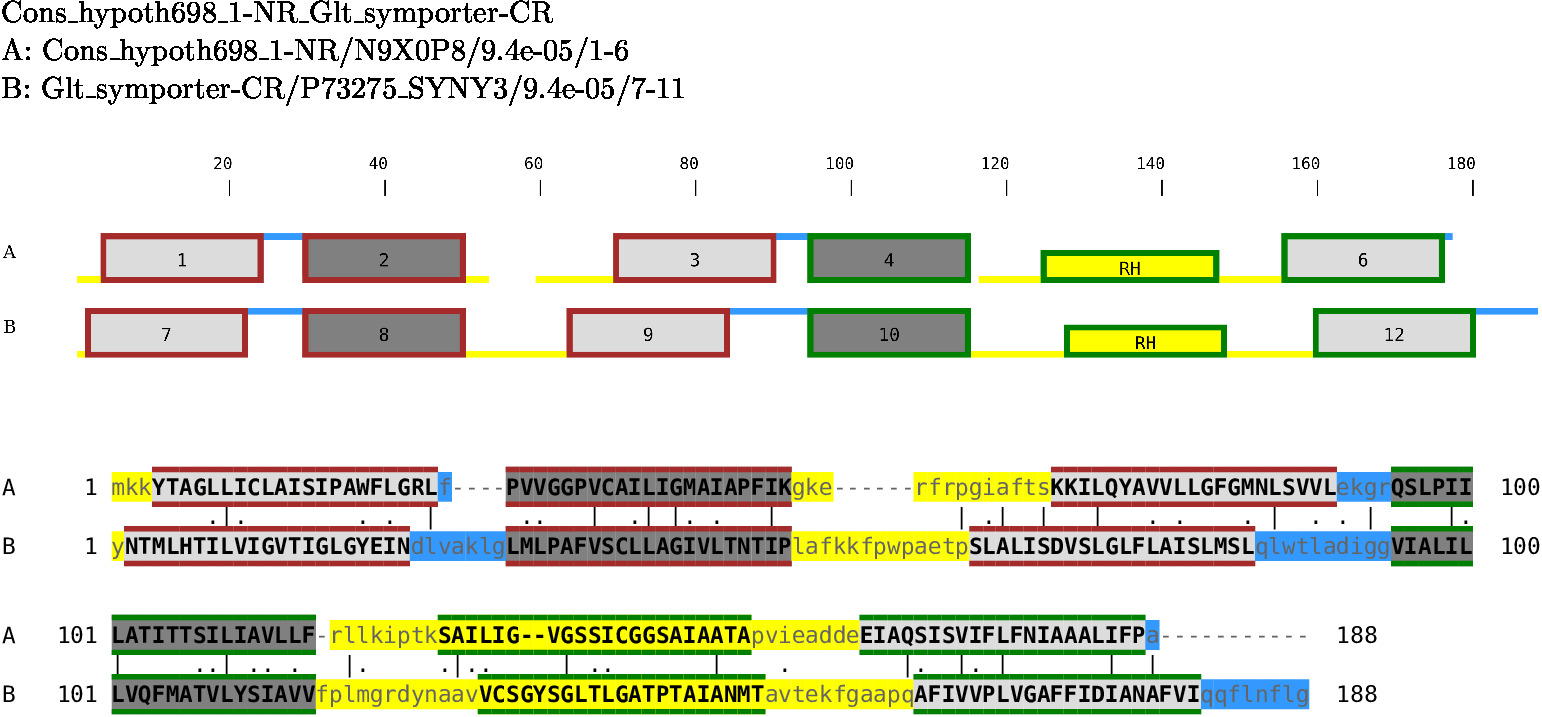 Cons_hypoth698_1-NR_Glt_symporter-CR
A: Cons_hypoth698_1-NR/N9X0P8/9.4e-05/1-6
B: Glt_symporter-CR/P73275_SYNY3/9.4e-05/7-11
20 40 60 80 100 120 140 160 180
A 1 2 3 4 RH 6
B 7 8 9 10 RH 12
A 1 mkkYTAGLLICLAISIPAWFLGRLf----PVVGGPVCAILIGMAIAPFIKgke------rfrpgiaftsKKILQYAVVLLGFGMNLSVVLekgrQSLPII 100
B 1 yNTMLHTILVIGVTIGLGYEINdlvaklgLMLPAFVSCLLAGIVLTNTIPlafkkfpwpaetpSLALISDVSLGLFLAISLMSLqlwtladiggVIALIL 100
A 101 LATITTSILIAVLLF-rllkiptkSAILIG--VGSSICGGSAIAATApvieaddeEIAQSISVIFLFNIAAALIFPa----------- 188
B 101 LVQFMATVLYSIAVVfplmgrdynaavVCSGYSGLTLGATPTAIANMTavtekfgaapqAFIVVPLVGAFFIDIANAFVIqqflnflg 188